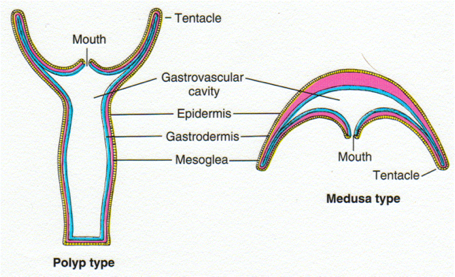 Tentacle
Mouth
Gastrovascular
cavity
Epidermis
Gastrodermis
Mesoglea
Mouth
Tentacle
Medusa type
Polyp type